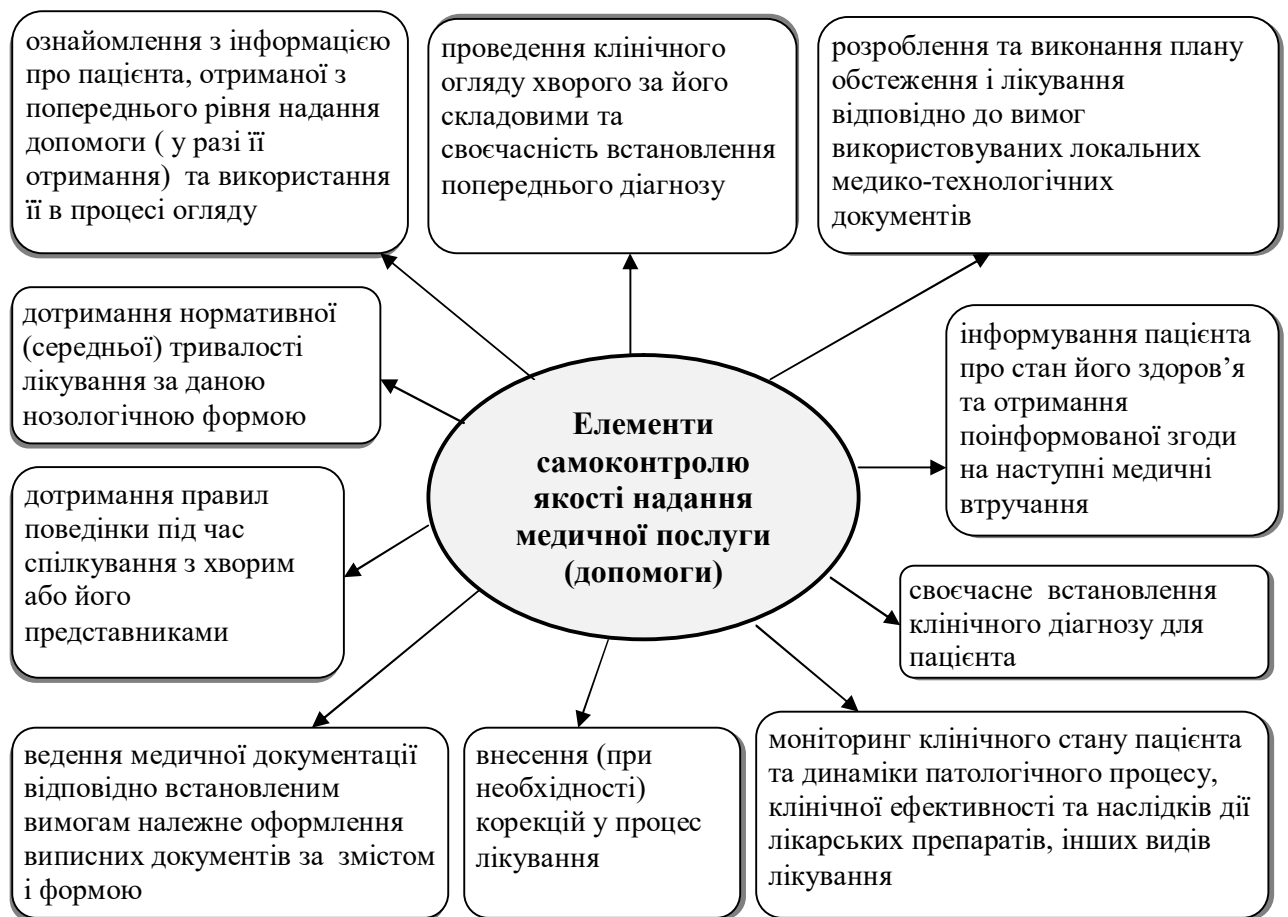 ознайомлення з інформацією
про пацієнта, отриманої з
попереднього рівня надання
допомоги ( у разі її
отримання) та використання
її в процесі огляду
проведення клінічного
огляду хворого за його
складовими та
своєчасність встановлення
попереднього діагнозу
розроблення та виконання плану
обстеження і лікування
відповідно до вимог
використовуваних локальних
медико-технологічних
документів
дотримання нормативної
(середньої) тривалості
лікування за даною
нозологічною формою
інформування пацієнта
про стан його здоров’я
та отримання
поінформованої згоди
на наступні медичні
втручання
Елементи
самоконтролю
якості надання
медичної послуги
(допомоги)
дотримання правил
поведінки під час
спілкування з хворим
або його
представниками
своєчасне встановлення
клінічного діагнозу для
пацієнта
ведення медичної документації
відповідно встановленим
вимогам належне оформлення
виписних документів за змістом
і формою
внесення (при
необхідності)
корекцій у процес
лікування
моніторинг клінічного стану пацієнта
та динаміки патологічного процесу,
клінічної ефективності та наслідків дії
лікарських препаратів, інших видів
лікування